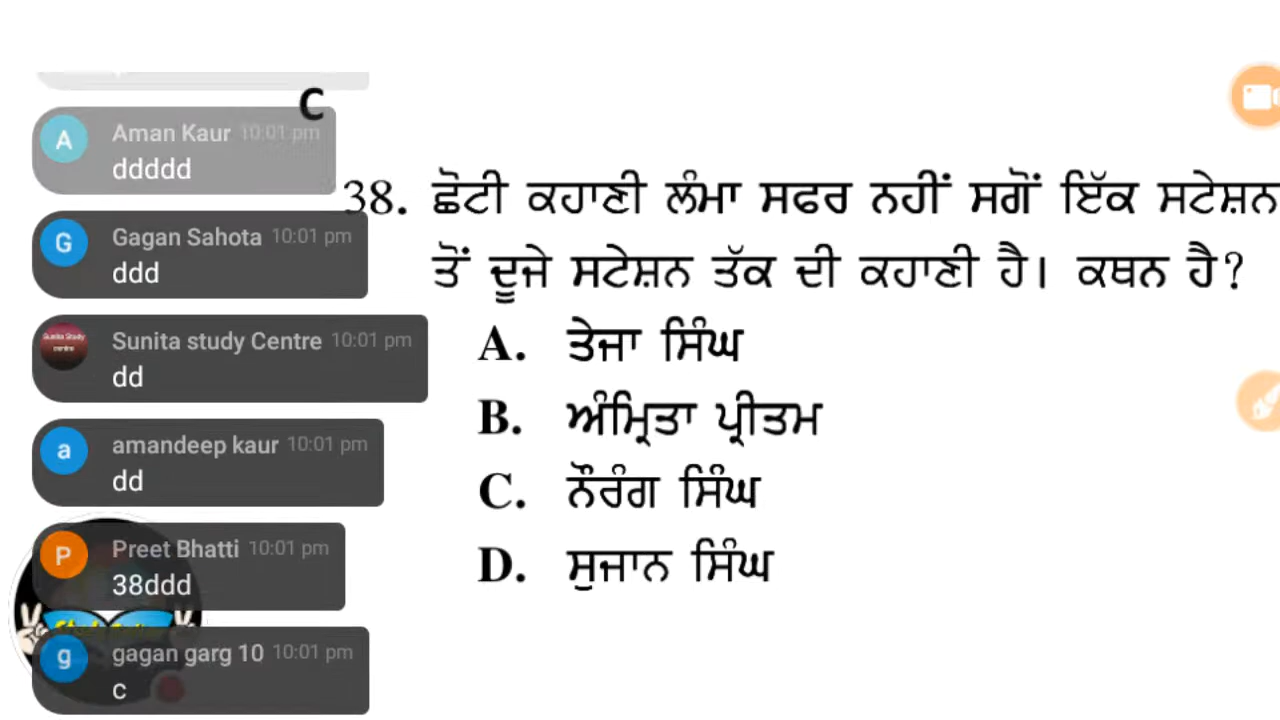 C
Aman Kaur 10:01 pm
ddddd
Gagan Sahota 10:01 pm
ddd
Sunita study Centre 10:01 pm
dd
amandeep kaur 10:01 pm
dd
Preet Bhatti 10:01 pm
38ddd
gagan garg 10 10:01 pm
c
38. ਛੋਟੀ ਕਹਾਣੀ ਲੰਮਾ ਸਫਰ ਨਹੀਂ ਸਗੋਂ ਇੱਕ ਸਟੇਸ਼ਨ
ਤੋਂ ਦੂਜੇ ਸਟੇਸ਼ਨ ਤੱਕ ਦੀ ਕਹਾਣੀ ਹੈ। ਕਥਨ ਹੈ?
A. ਤੇਜਾ ਸਿੰਘ
B. ਅੰਮ੍ਰਿਤਾ ਪ੍ਰੀਤਮ
C. ਨੌਰੰਗ ਸਿੰਘ
D. ਸੁਜਾਨ ਸਿੰਘ